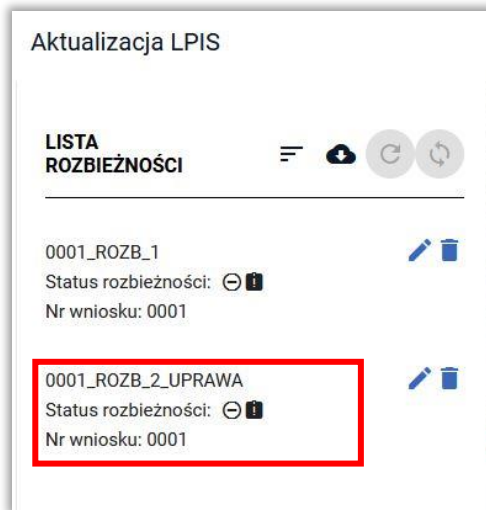 Aktualizacja LPIS
LISTA
ROZBIEŻNOŚCI
0001_ROZB_1
Status rozbieżności:
Nr wniosku: 0001
0001_ROZB_2_UPRAWA
Status rozbieżności:
Nr wniosku: 0001